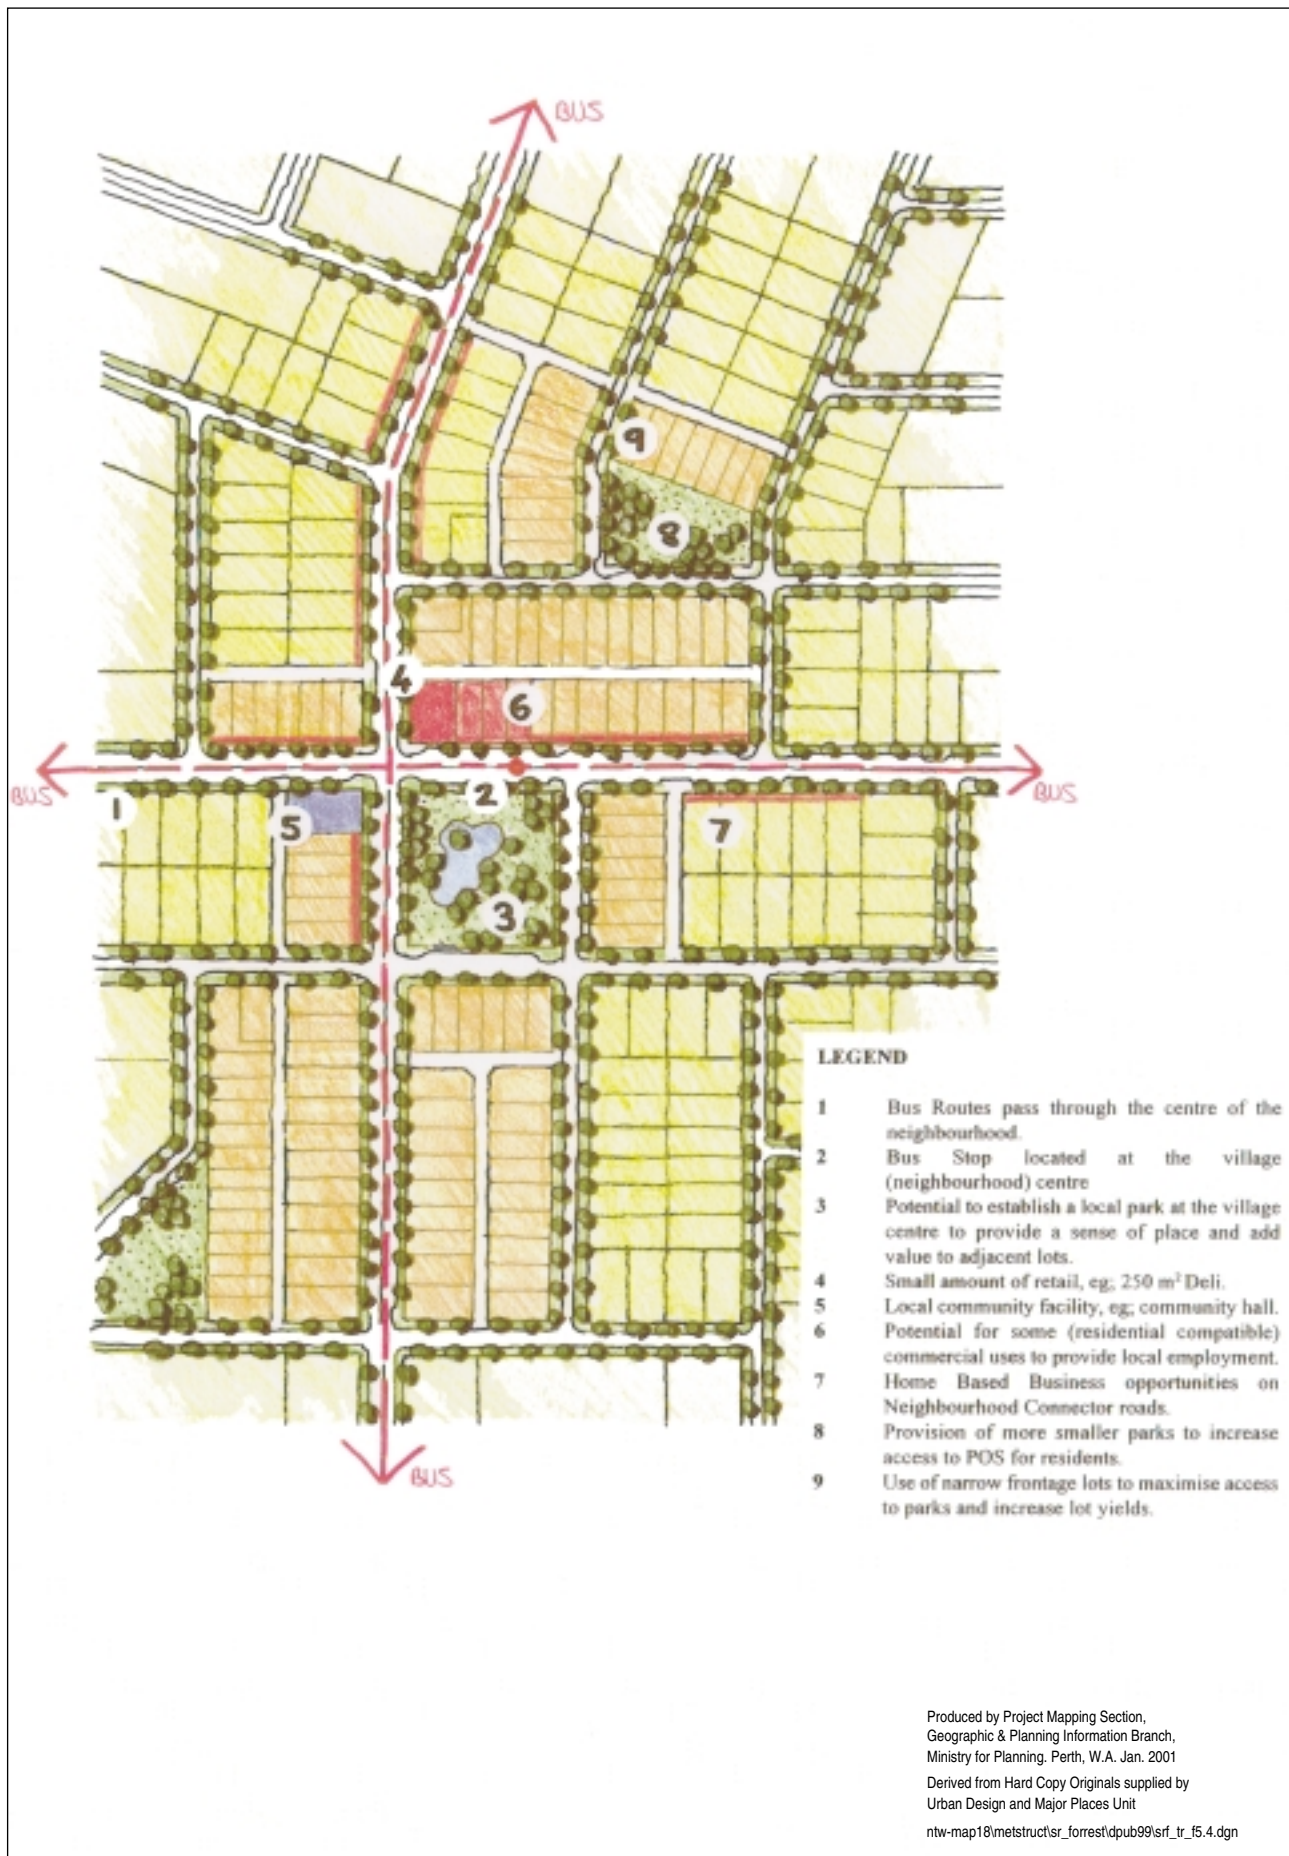 BUS
9
8
4
6
BUS
BUS
1
2
5
7
3
LEGEND
1 Bus Routes pass through the centre of the
neighbourhood.
2 Bus Stop located at the village
(neighbourhood) centre
3 Potential to establish a local park at the village
centre to provide a sense of place and add
value to adjacent lots.
4 Small amount of retail, eg; 250 m² Deli.
5 Local community facility, eg; community hall.
6 Potential for some (residential compatible)
commercial uses to provide local employment.
7 Home Based Business opportunities on
Neighbourhood Connector roads.
8 Provision of more smaller parks to increase
access to POS for residents.
9 Use of narrow frontage lots to maximise access
to parks and increase lot yields.
BUS
Produced by Project Mapping Section,
Geographic & Planning Information Branch,
Ministry for Planning. Perth, W.A. Jan. 2001
Derived from Hard Copy Originals supplied by
Urban Design and Major Places Unit
ntw-map18\metstruct\sr_forrest\dpub99\srf_tr_f5.4.dgn